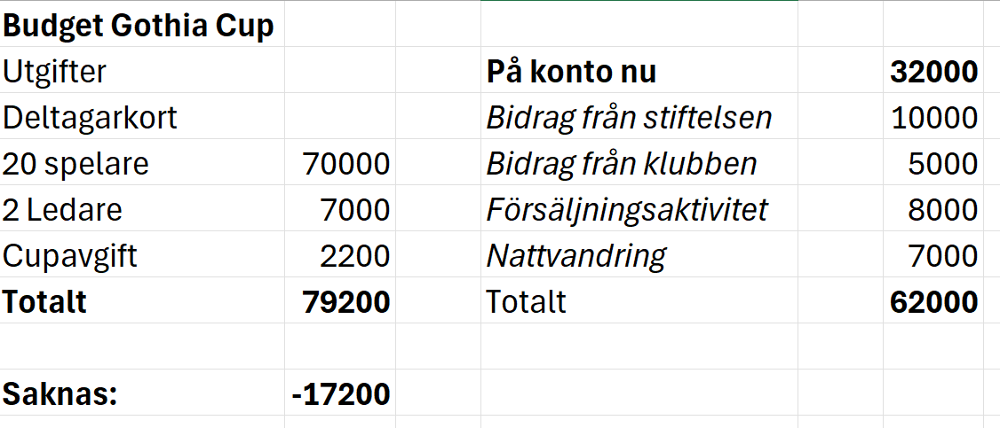 Budget Gothia Cup
Utgifter På konto nu 32000
Deltagarkort Bidrag från stiftelsen 10000
20 spelare 70000 Bidrag från klubben 5000
2 Ledare 7000 Försäljningsaktivitet 8000
Cupavgift 2200 Nattvandring 7000
Totalt 79200 Totalt 62000
Saknas: -17200